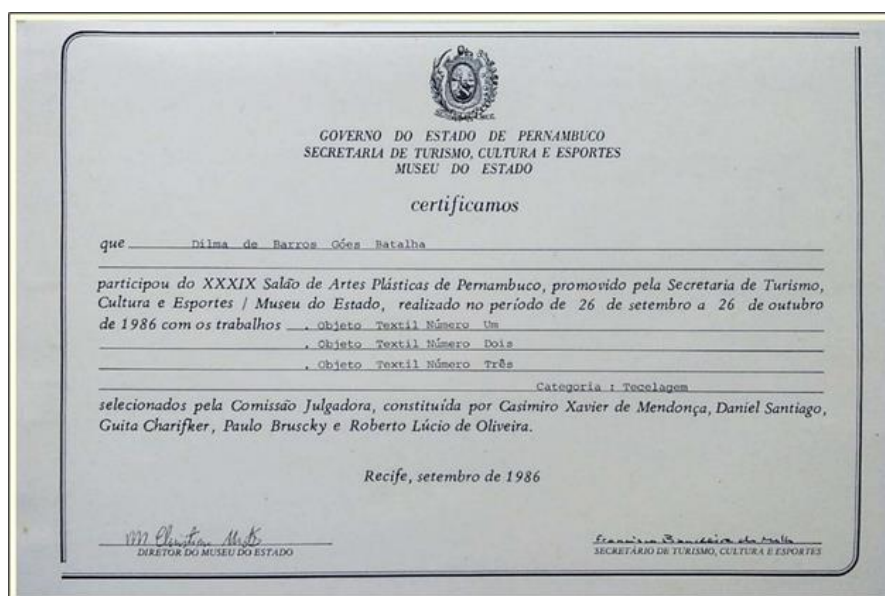 GOVERNO DO ESTADO DE PERNAMBUCO
SECRETARIA DE TURISMO, CULTURA E ESPORTES
MUSEU DO ESTADO
certificamos
que Dilma de Barros Góes Batalha
participou do XXXIX Salão de Artes Plásticas de Pernambuco, promovido pela Secretaria de Turismo,
Cultura e Esportes / Museu do Estado, realizado no período de 26 de setembro a 26 de outubro
de 1986 com os trabalhos . Objeto Textil Número Um
. Objeto Textil Número Dois
. Objeto Textil Número Três
Categoria : Tecelagem
selecionados pela Comissão Julgadora, constituída por Casimiro Xavier de Mendonça, Daniel Santiago,
Guita Charifker, Paulo Bruscky e Roberto Lúcio de Oliveira.
Recife, setembro de 1986
DIRETOR DO MUSEU DO ESTADO
SECRETÁRIO DE TURISMO, CULTURA E ESPORTES